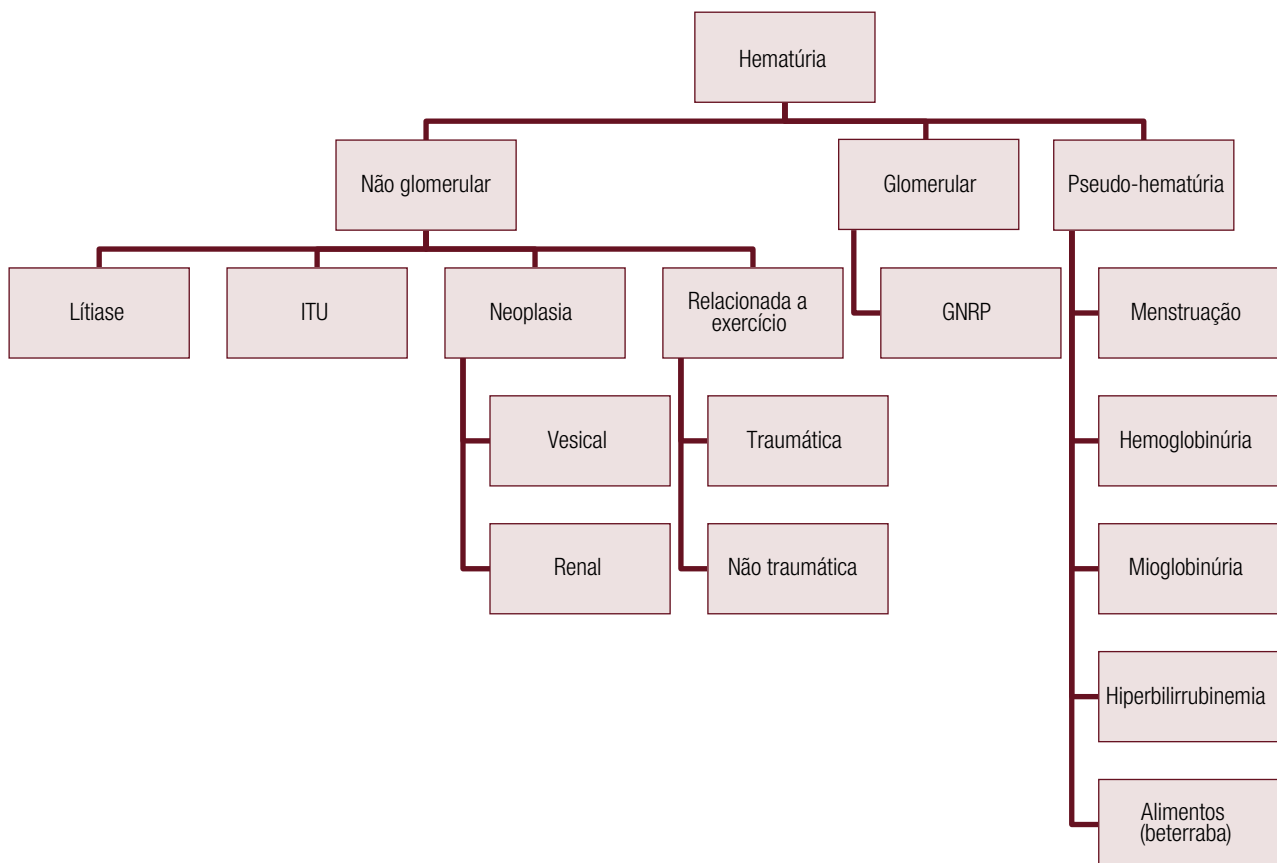 Hematúria
Não glomerular
Glomerular
Pseudo-hematúria
Lítiase
ITU
Neoplasia
Relacionada a
exercício
GNRP
Menstruação
Vesical
Traumática
Hemoglobinúria
Renal
Não traumática
Mioglobinúria
Hiperbilirrubinemia
Alimentos
(beterraba)